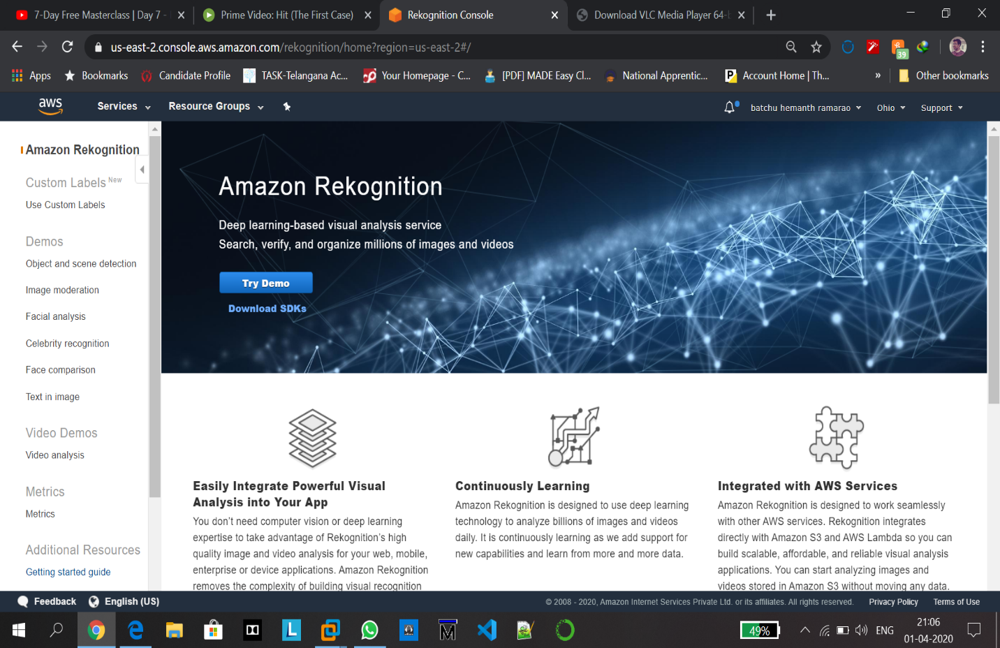 7-Day Free Masterclass | Day 7 -
Prime Video: Hit (The First Case)
Rekognition Console
Download VLC Media Player 64-b
us-east-2.console.aws.amazon.com/rekognition/home?region=us-east-2#/
39
Apps
Bookmarks
Candidate Profile
TASK-Telangana Ac...
Your Homepage - C...
[PDF] MADE Easy Cl...
National Apprentic...
Account Home | Th...
»
Other bookmarks
aws
Services
Resource Groups
batchu hemanth ramarao
Ohio
Support
Amazon Rekognition
Custom Labels New
Use Custom Labels
Demos
Object and scene detection
Image moderation
Facial analysis
Celebrity recognition
Face comparison
Text in image
Video Demos
Video analysis
Metrics
Metrics
Additional Resources
Getting started guide
Amazon Rekognition
Deep learning-based visual analysis service
Search, verify, and organize millions of images and videos
Try Demo
Download SDKs
Easily Integrate Powerful Visual
Analysis into Your App
You don't need computer vision or deep learning
expertise to take advantage of Rekognition's high
quality image and video analysis for your web, mobile,
enterprise or device applications. Amazon Rekognition
removes the complexity of building visual recognition
Continuously Learning
Amazon Rekognition is designed to use deep learning
technology to analyze billions of images and videos
daily. It is continuously learning as we add support for
new capabilities and learn from more and more data.
Integrated with AWS Services
Amazon Rekognition is designed to work seamlessly
with other AWS services. Rekognition integrates
directly with Amazon S3 and AWS Lambda so you can
build scalable, affordable, and reliable visual analysis
applications. You can start analyzing images and
videos stored in Amazon S3 without moving any data.
Feedback
English (US)
© 2008 - 2020, Amazon Internet Services Private Ltd. or its affiliates. All rights reserved.
Privacy Policy
Terms of Use
L
M
49%
ENG
21:06
01-04-2020